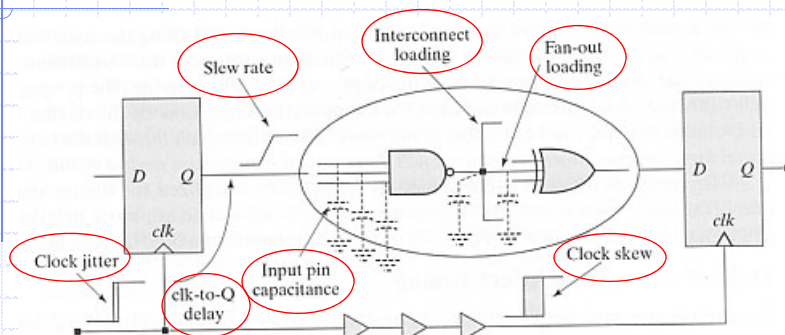 Interconnect
loading
Fan-out
loading
Slew rate
D Q
D Q
clk
clk
Clock jitter
clk-to-Q
delay
Input pin
capacitance
Clock skew